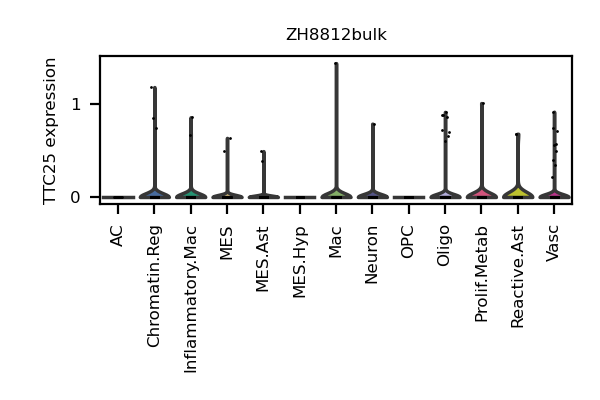 ZH8812bulk
TTC25 expression
1
0
AC
Chromatin.Reg
Inflammatory.Mac
MES
MES.Ast
MES.Hyp
Mac
Neuron
OPC
Oligo
Prolif.Metab
Reactive.Ast
Vasc